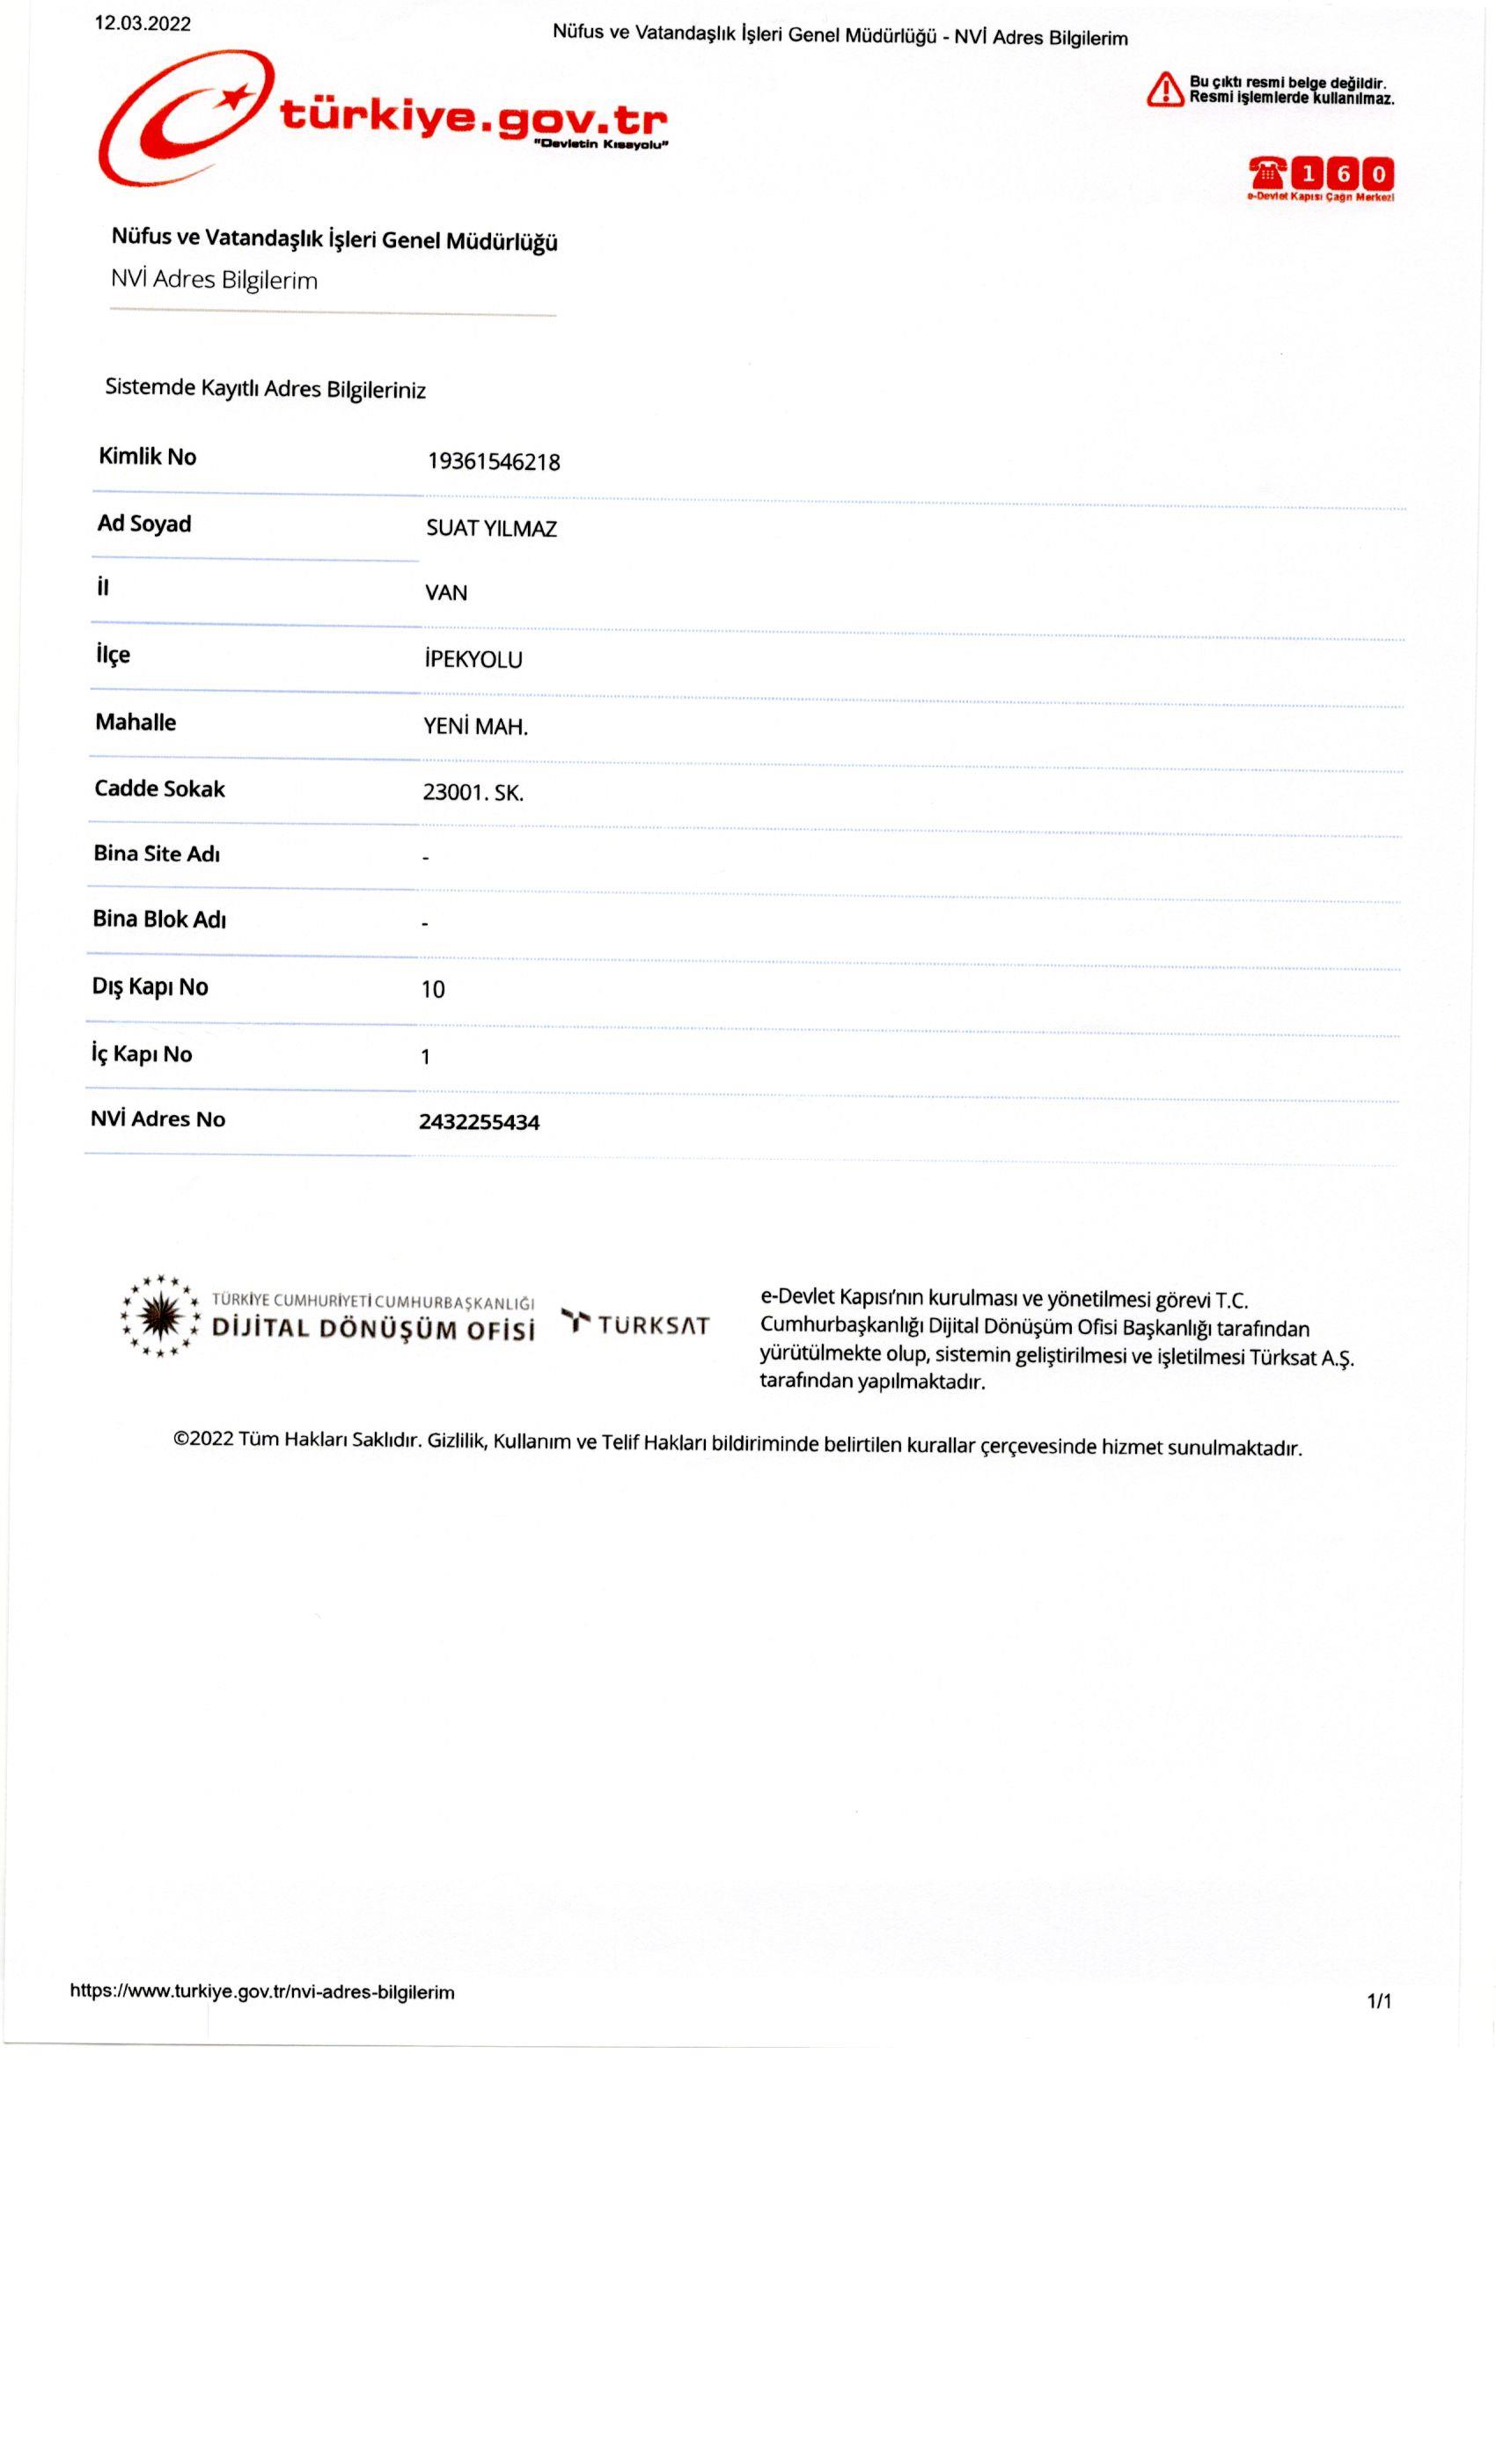 12.03.2022
Nüfus ve Vatandaşlık İşleri Genel Müdürlüğü - NVİ Adres Bilgilerim
türkiye.gov.tr
"Devletin Kısayolu"
Bu çıktı resmi belge değildir.
Resmi işlemlerde kullanılmaz.
160
e-Devlet Kapısı Çağrı Merkezi
Nüfus ve Vatandaşlık İşleri Genel Müdürlüğü
NVİ Adres Bilgilerim
Sistemde Kayıtlı Adres Bilgileriniz
Kimlik No 19361546218
Ad Soyad SUAT YILMAZ
İl VAN
İlçe İPEKYOLU
Mahalle YENİ MAH.
Cadde Sokak 23001. SK.
Bina Site Adı -
Bina Blok Adı -
Dış Kapı No 10
İç Kapı No 1
NVİ Adres No 2432255434
TÜRKİYE CUMHURİYETİ CUMHURBAŞKANLIĞI
DİJİTAL DÖNÜŞÜM OFİSİ
TÜRKSAT
e-Devlet Kapısı'nın kurulması ve yönetilmesi görevi T.C.
Cumhurbaşkanlığı Dijital Dönüşüm Ofisi Başkanlığı tarafından
yürütülmekte olup, sistemin geliştirilmesi ve işletilmesi Türksat A.Ş.
tarafından yapılmaktadır.
©2022 Tüm Hakları Saklıdır. Gizlilik, Kullanım ve Telif Hakları bildiriminde belirtilen kurallar çerçevesinde hizmet sunulmaktadır.
https://www.turkiye.gov.tr/nvi-adres-bilgilerim
1/1